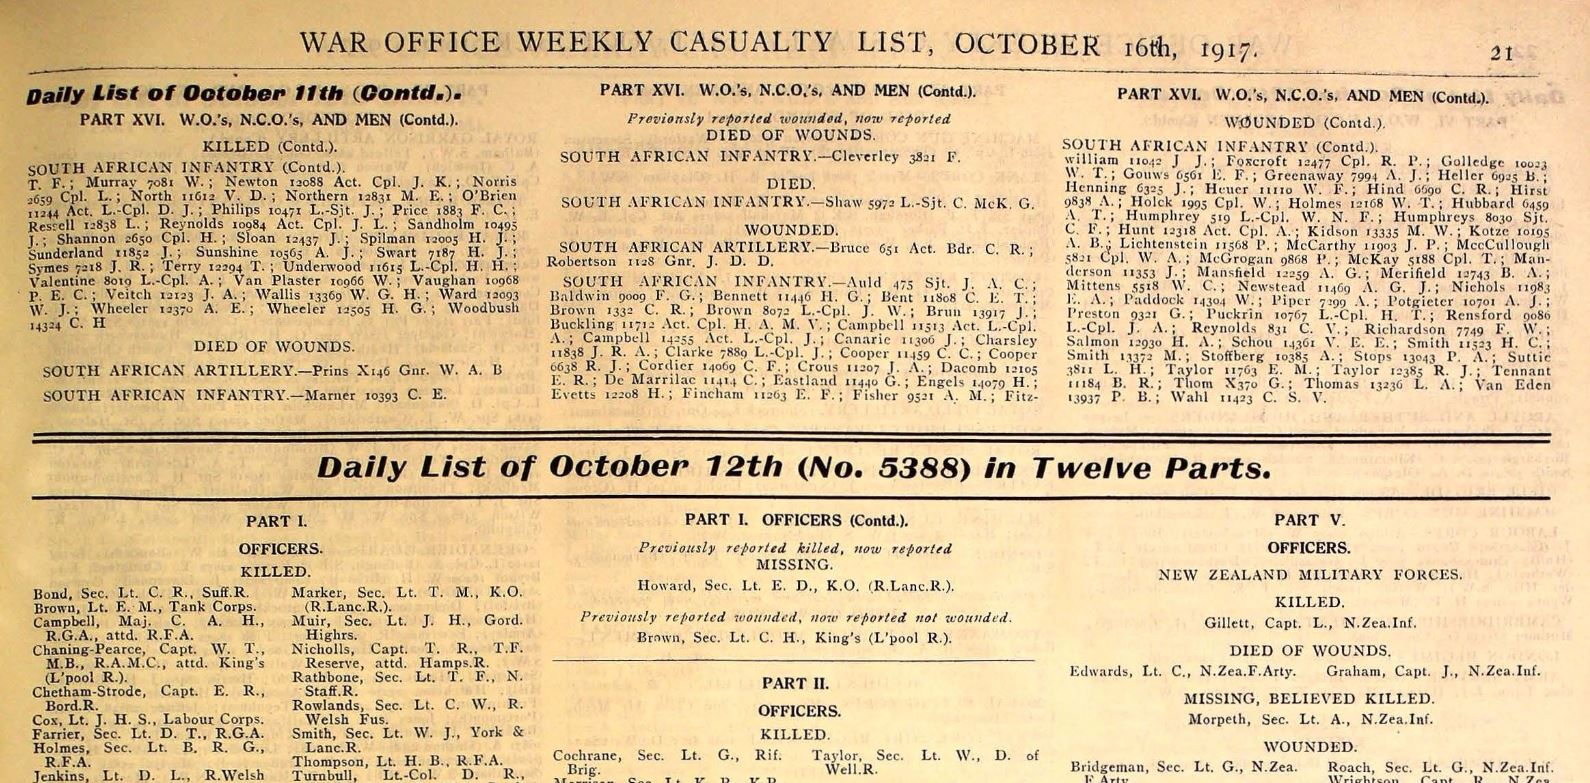 WAR OFFICE WEEKLY CASUALTY LIST, OCTOBER 16th, 1917.
21
Daily List of October 11th (Contd.).
PART XVI. W.O.'s, N.C.O.'s, AND MEN (Contd.).
KILLED (Contd.).
SOUTH AFRICAN INFANTRY (Contd.).
T. F.; Murray 7081 W.; Newton 12088 Act. Cpl. J. K.; Norris
2659 Cpl. L.; North 11612 V. D.; Northern 12831 M. E.; O'Brien
11244 Act. L.-Cpl. D. J.; Philips 10471 L.-Sjt. J.; Price 1883 F. C.;
Restell 12838 L.; Reynolds 10984 Act. Cpl. J. L.; Sandholm 10495
J.; Shannon 2650 Cpl. H.; Sloan 12437 J.; Spilman 12005 H. J.;
Sunderland 11852 J.; Sunshine 10565 A. J.; Swart 7187 H. J.;
Symes 7218 J. R.; Terry 12294 T.; Underwood 11615 L.-Cpl. H. H.;
Valentine 8019 L.-Cpl. A.; Van Plaster 10966 W.; Vaughan 10968
P. E. C.; Veitch 12123 J. A.; Wallis 13369 W. G. H.; Ward 12093
W. J.; Wheeler 12370 A. E.; Wheeler 12505 H. G.; Woodbush
14324 C. H
DIED OF WOUNDS.
SOUTH AFRICAN ARTILLERY.—Prins X146 Gnr. W. A. B
SOUTH AFRICAN INFANTRY.—Marner 10393 C. E.
PART XVI. W.O.'s, N.C.O.'s, AND MEN (Contd.).
Previously reported wounded, now reported
DIED OF WOUNDS.
SOUTH AFRICAN INFANTRY.—Cleverley 3821 F.
DIED.
SOUTH AFRICAN INFANTRY.—Shaw 5972 L.-Sjt. C. McK. G.
WOUNDED.
SOUTH AFRICAN ARTILLERY.—Bruce 651 Act. Bdr. C. R.;
Robertson 1128 Gnr. J. D. D.
SOUTH AFRICAN INFANTRY.—Auld 475 Sjt. J. A. C.;
Baldwin 9009 F. G.; Bennett 11446 H. G.; Bent 11808 C. E. T.;
Brown 1332 C. R.; Brown 8072 L.-Cpl. J. W.; Brun 13917 J.;
Buckling 11712 Act. Cpl. H. A. M. V.; Campbell 11513 Act. L.-Cpl.
A.; Campbell 14255 Act. L.-Cpl. J.; Canarie 11306 J.; Charsley
11838 J. R. A.; Clarke 7889 L.-Cpl. J.; Cooper 11459 C. C.; Cooper
6638 R. J.; Cordier 14069 C. F.; Crous 11207 J. A.; Dacomb 12105
E. R.; De Marrilac 11414 C.; Eastland 11440 G.; Engels 14079 H.;
Evetts 12208 H.; Fincham 11263 E. F.; Fisher 9521 A. M.; Fitz-
PART XVI. W.O.'s, N.C.O.'s, AND MEN (Contd.).
WOUNDED (Contd.).
SOUTH AFRICAN INFANTRY (Contd.).
william 11042 J J.; Foxcroft 12477 Cpl. R. P.; Golledge 10023
W. T.; Gouws 6561 E. F.; Greenaway 7994 A. J.; Heller 6925 B.;
Henning 6325 J.; Heuer 11110 W. F.; Hind 6690 C. R.; Hirst
9838 A.; Holck 1995 Cpl. W.; Holmes 12168 W. T.; Hubbard 6459
A. T.; Humphrey 519 L.-Cpl. W. N. F.; Humphreys 8030 Sjt.
C. F.; Hunt 12318 Act. Cpl. A.; Kidson 13335 M. W.; Kotze 10195
A. B.; Lichtenstein 11568 P.; McCarthy 11903 J. P.; MccCullough
5821 Cpl. W. A.; McGrogan 9868 P.; McKay 5188 Cpl. T.; Man-
derson 11353 J.; Mansfield 12259 A. G.; Merifield 12743 B. A.;
Mittens 5518 W. C.; Newstead 11469 A. G. J.; Nichols 11983
E. A.; Paddock 14304 W.; Piper 7299 A.; Potgieter 10701 A. J.;
Preston 9321 G.; Puckrin 10767 L.-Cpl. H. T.; Rensford 9086
L.-Cpl. J. A.; Reynolds 831 C. V.; Richardson 7749 F. W.;
Salmon 12930 H. A.; Schou 14361 V. E. E.; Smith 11523 H. C.;
Smith 13372 M.; Stoffberg 10385 A.; Stops 13043 P. A.; Suttie
3811 L. H.; Taylor 11763 E. M.; Taylor 12385 R. J.; Tennant
11184 B. R.; Thom X370 G.; Thomas 13236 L. A.; Van Eden
13937 P. B.; Wahl 11423 C. S. V.
Daily List of October 12th (No. 5388) in Twelve Parts.
PART I.
OFFICERS.
KILLED.
Bond, Sec. Lt. C. R., Suff.R.
Brown, Lt. E. M., Tank Corps.
Campbell, Maj. C. A. H.,
R.G.A., attd. R.F.A.
Chaning-Pearce, Capt. W. T.,
M.B., R.A.M.C., attd. King's
(L'pool R.).
Chetham-Strode, Capt. E. R.,
Bord.R.
Cox, Lt. J. H. S., Labour Corps.
Farrier, Sec. Lt. D. T., R.G.A.
Holmes, Sec. Lt. B. R. G.,
R.F.A.
Jenkins, Lt. D. L., R.Welsh
Marker, Sec. Lt. T. M., K.O.
(R.Lanc.R.).
Muir, Sec. Lt. J. H., Gord.
Highrs.
Nicholls, Capt. T. R., T.F.
Reserve, attd. Hamps.R.
Rathbone, Sec. Lt. T. F., N.
Staff.R.
Rowlands, Sec. Lt. C. W., R.
Welsh Fus.
Smith, Sec. Lt. W. J., York &
Lanc.R.
Thompson, Lt. H. B., R.F.A.
Turnbull, Lt.-Col. D. R.,
PART I. OFFICERS (Contd.).
Previously reported killed, now reported
MISSING.
Howard, Sec. Lt. E. D., K.O. (R.Lanc.R.).
Previously reported wounded, now reported not wounded.
Brown, Sec. Lt. C. H., King's (L'pool R.).
PART II.
OFFICERS.
KILLED.
Cochrane, Sec. Lt. G., Rif.
Brig.
Taylor, Sec. Lt. W., D. of
Well.R.
PART V.
OFFICERS.
NEW ZEALAND MILITARY FORCES.
KILLED.
Gillett, Capt. L., N.Zea.Inf.
DIED OF WOUNDS.
Edwards, Lt. C., N.Zea.F.Arty. Graham, Capt. J., N.Zea.Inf.
MISSING, BELIEVED KILLED.
Morpeth, Sec. Lt. A., N.Zea.Inf.
WOUNDED.
Bridgeman, Sec. Lt. G., N.Zea. Roach, Sec. Lt. G., N.Zea.Inf.